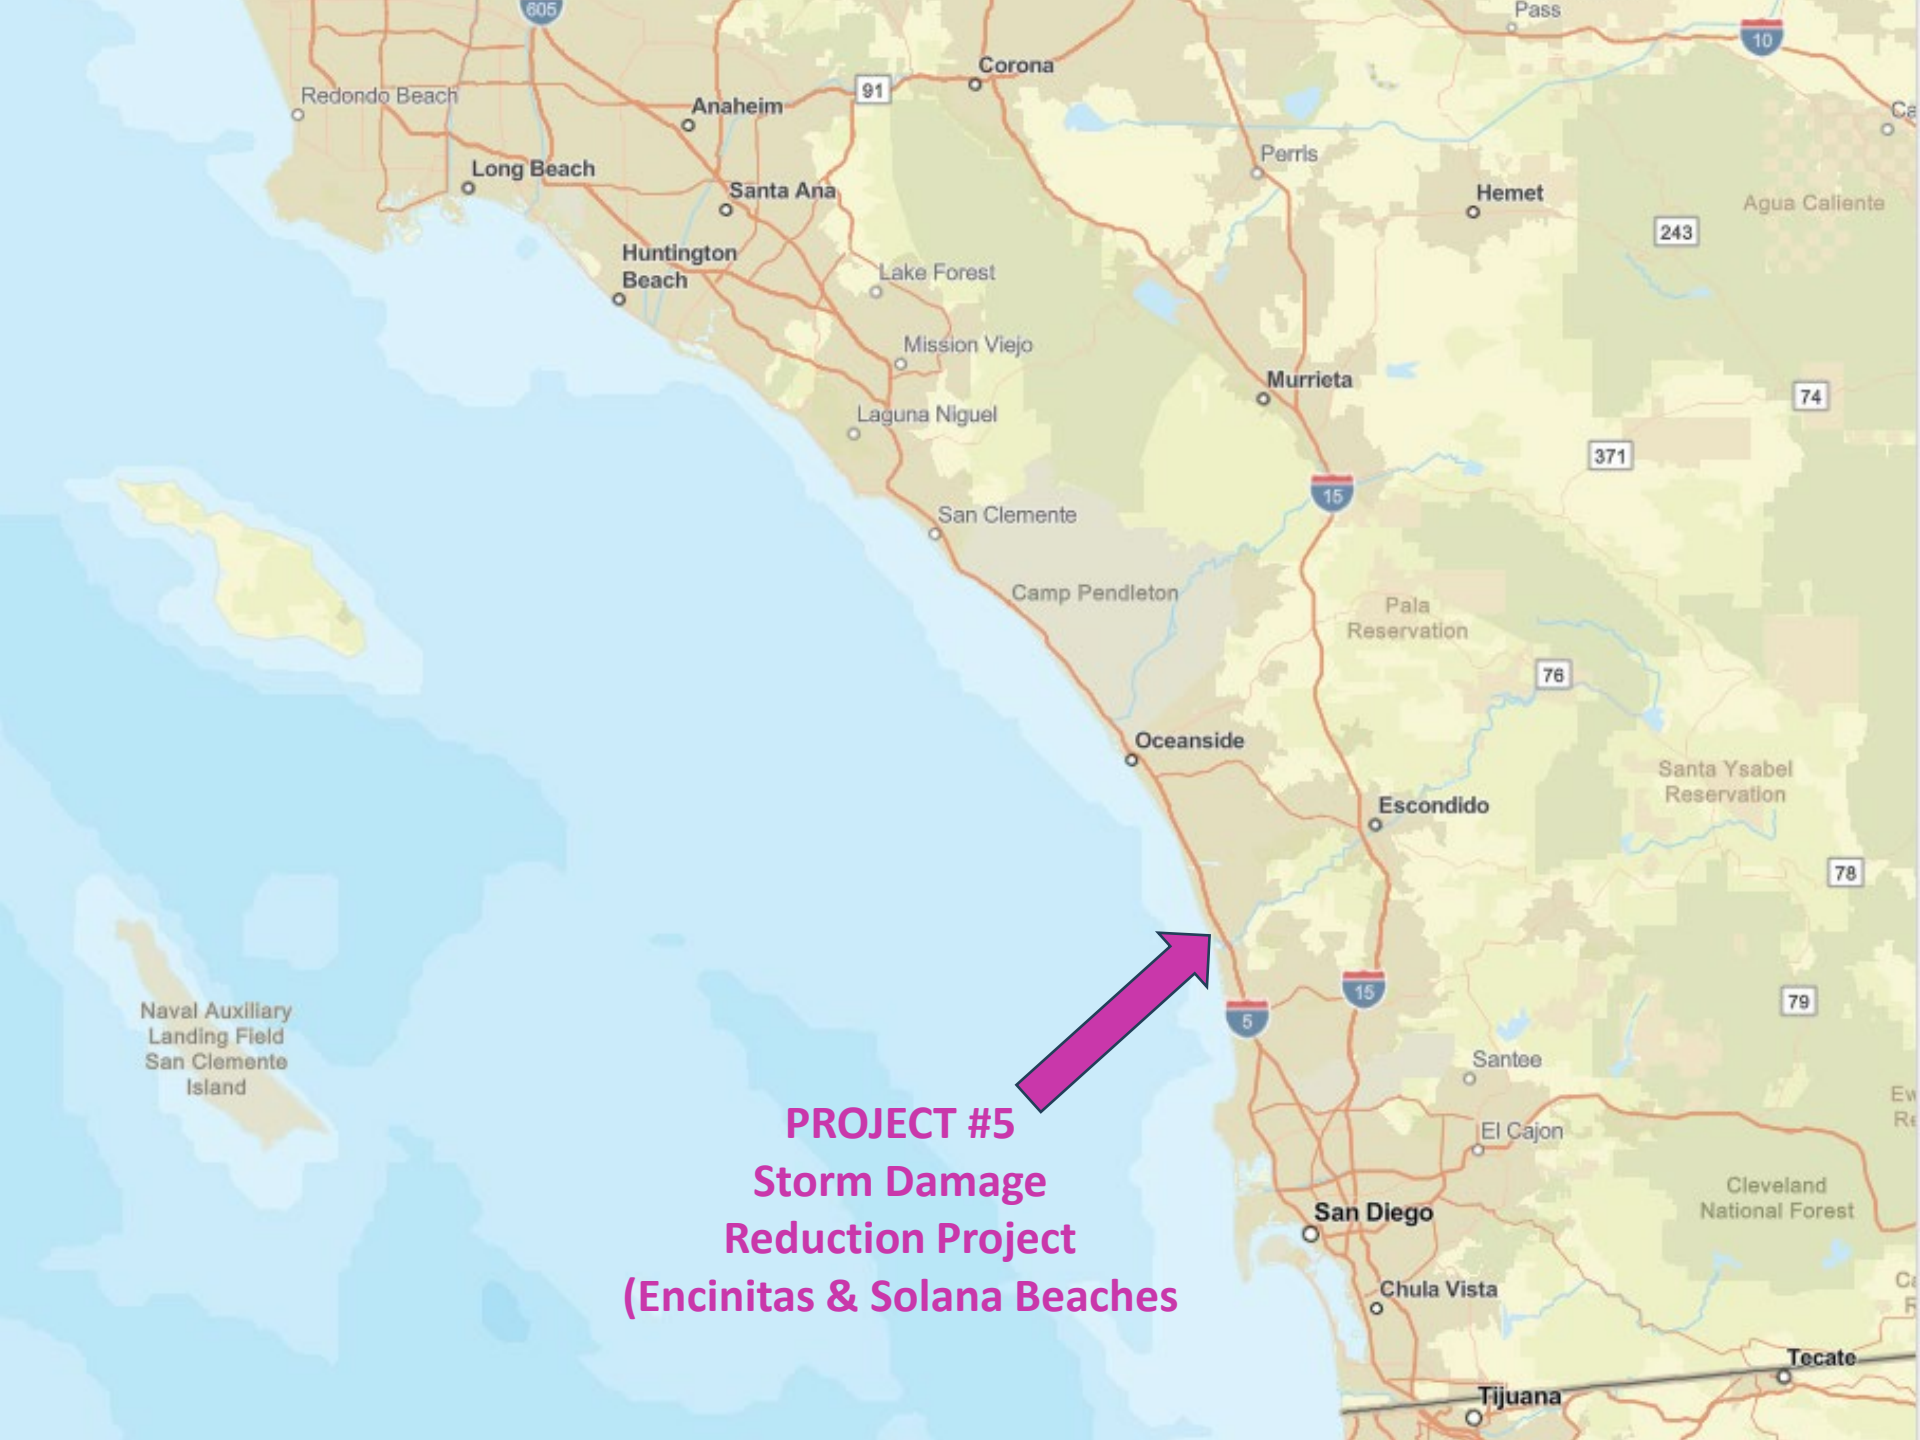 605
Pass
10
Redondo Beach
Corona
91
Anaheim
Long Beach
Santa Ana
Perris
Hemet
243
Agua Caliente
Huntington
Beach
Lake Forest
Mission Viejo
Murrieta
74
Laguna Niguel
371
15
San Clemente
Camp Pendleton
Pala
Reservation
76
Oceanside
Santa Ysabel
Reservation
Escondido
78
Naval Auxiliary
Landing Field
San Clemente
Island
15
5
79
Santee
El Cajon
Cleveland
National Forest
PROJECT #5
Storm Damage
Reduction Project
(Encinitas & Solana Beaches
San Diego
Chula Vista
Tecate
Tijuana